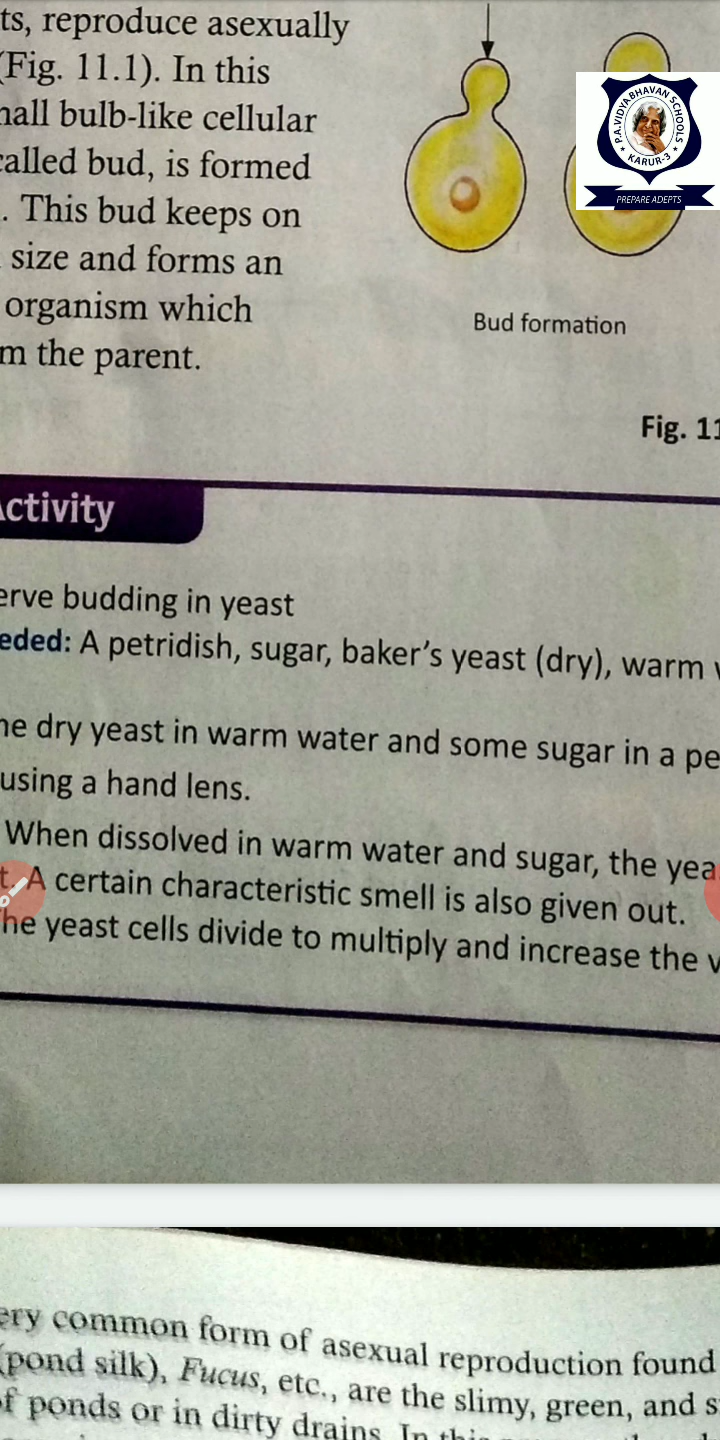 ts, reproduce asexually
(Fig. 11.1). In this
nall bulb-like cellular
called bud, is formed
. This bud keeps on
size and forms an
organism which
m the parent.
P.A.VIDYABHAVAN SCHOOLS
KARUR-3
PREPARE ADEPTS
Bud formation
Fig. 11
Activity
erve budding in yeast
eded: A petridish, sugar, baker's yeast (dry), warm
ne dry yeast in warm water and some sugar in a pe
using a hand lens.
When dissolved in warm water and sugar, the yea
t. A certain characteristic smell is also given out.
he yeast cells divide to multiply and increase the v
ery common form of asexual reproduction found
(pond silk), Fucus, etc., are the slimy, green, and s
of ponds or in dirty drains. In this